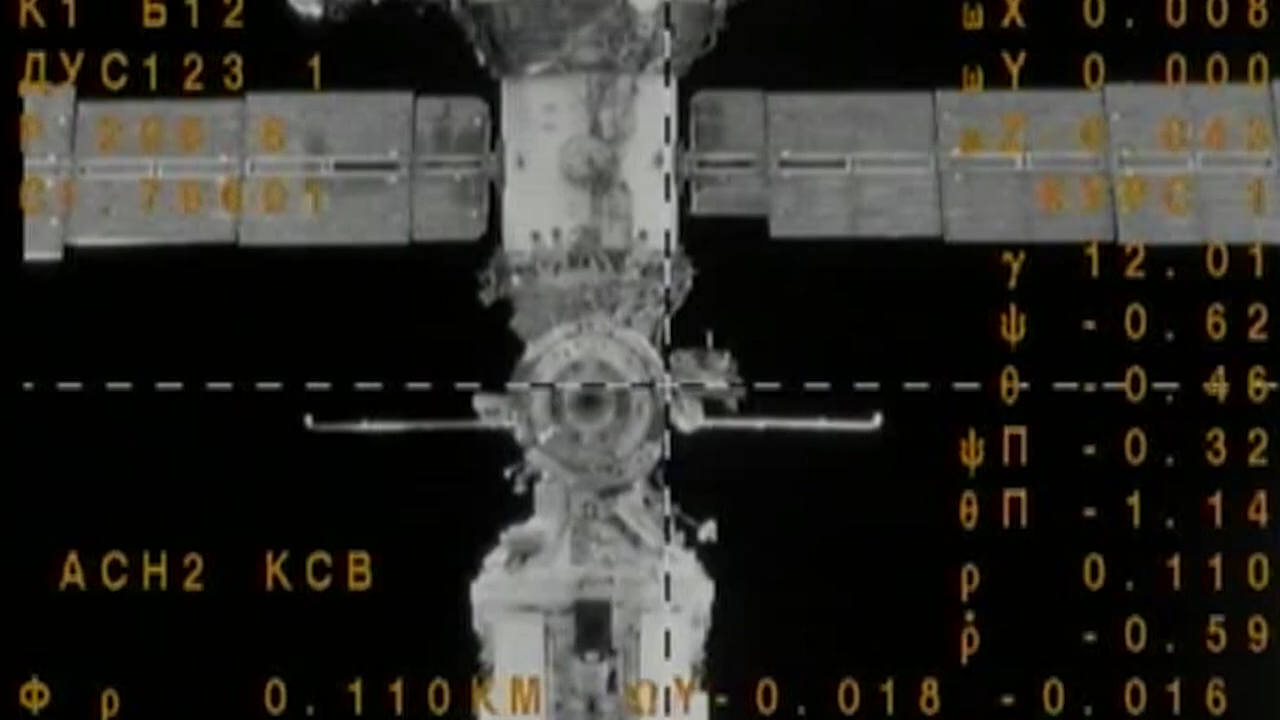 К1 Б12 ωX 0.008
ДУС123 1 ωY 0.000
γ 12.01
ψ -0.62
θ -0.46
ψП -0.32
θП -1.14
АСН2 КСВ ρ 0.110
ρ̇ -0.59
Ф ρ 0.110КМ ΩY-0.018 -0.016